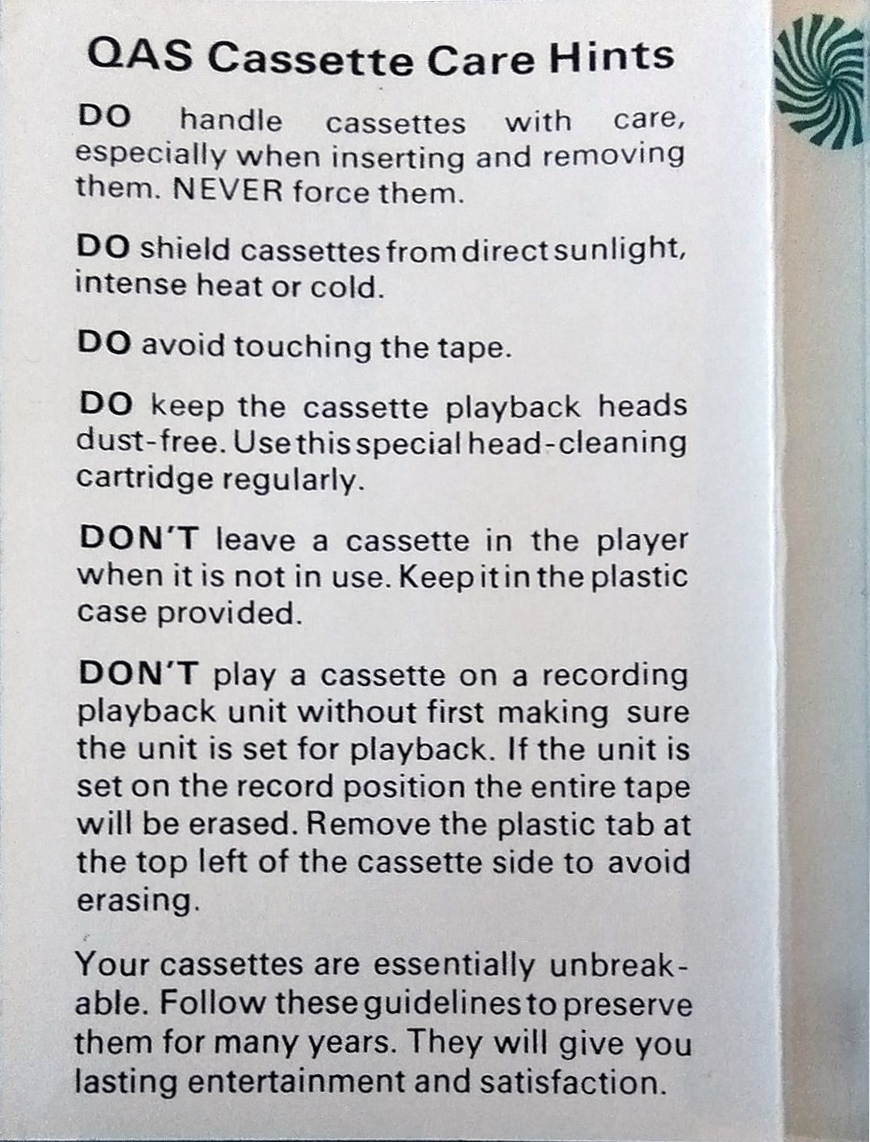 QAS Cassette Care Hints
DO handle cassettes with care,
especially when inserting and removing
them. NEVER force them.
DO shield cassettes from direct sunlight,
intense heat or cold.
DO avoid touching the tape.
DO keep the cassette playback heads
dust-free. Use this special head-cleaning
cartridge regularly.
DON'T leave a cassette in the player
when it is not in use. Keep it in the plastic
case provided.
DON'T play a cassette on a recording
playback unit without first making sure
the unit is set for playback. If the unit is
set on the record position the entire tape
will be erased. Remove the plastic tab at
the top left of the cassette side to avoid
erasing.
Your cassettes are essentially unbreak-
able. Follow these guidelines to preserve
them for many years. They will give you
lasting entertainment and satisfaction.